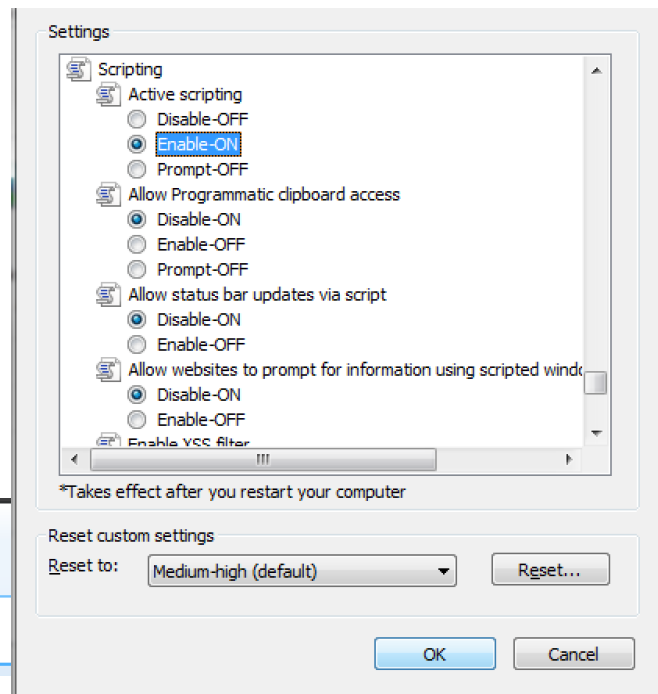 Settings
Scripting
Active scripting
Disable-OFF
Enable-ON
Prompt-OFF
Allow Programmatic clipboard access
Disable-ON
Enable-OFF
Prompt-OFF
Allow status bar updates via script
Disable-ON
Enable-OFF
Allow websites to prompt for information using scripted windo
Disable-ON
Enable-OFF
Enable XSS filter
*Takes effect after you restart your computer
Reset custom settings
Reset to: Medium-high (default) Reset...
OK Cancel